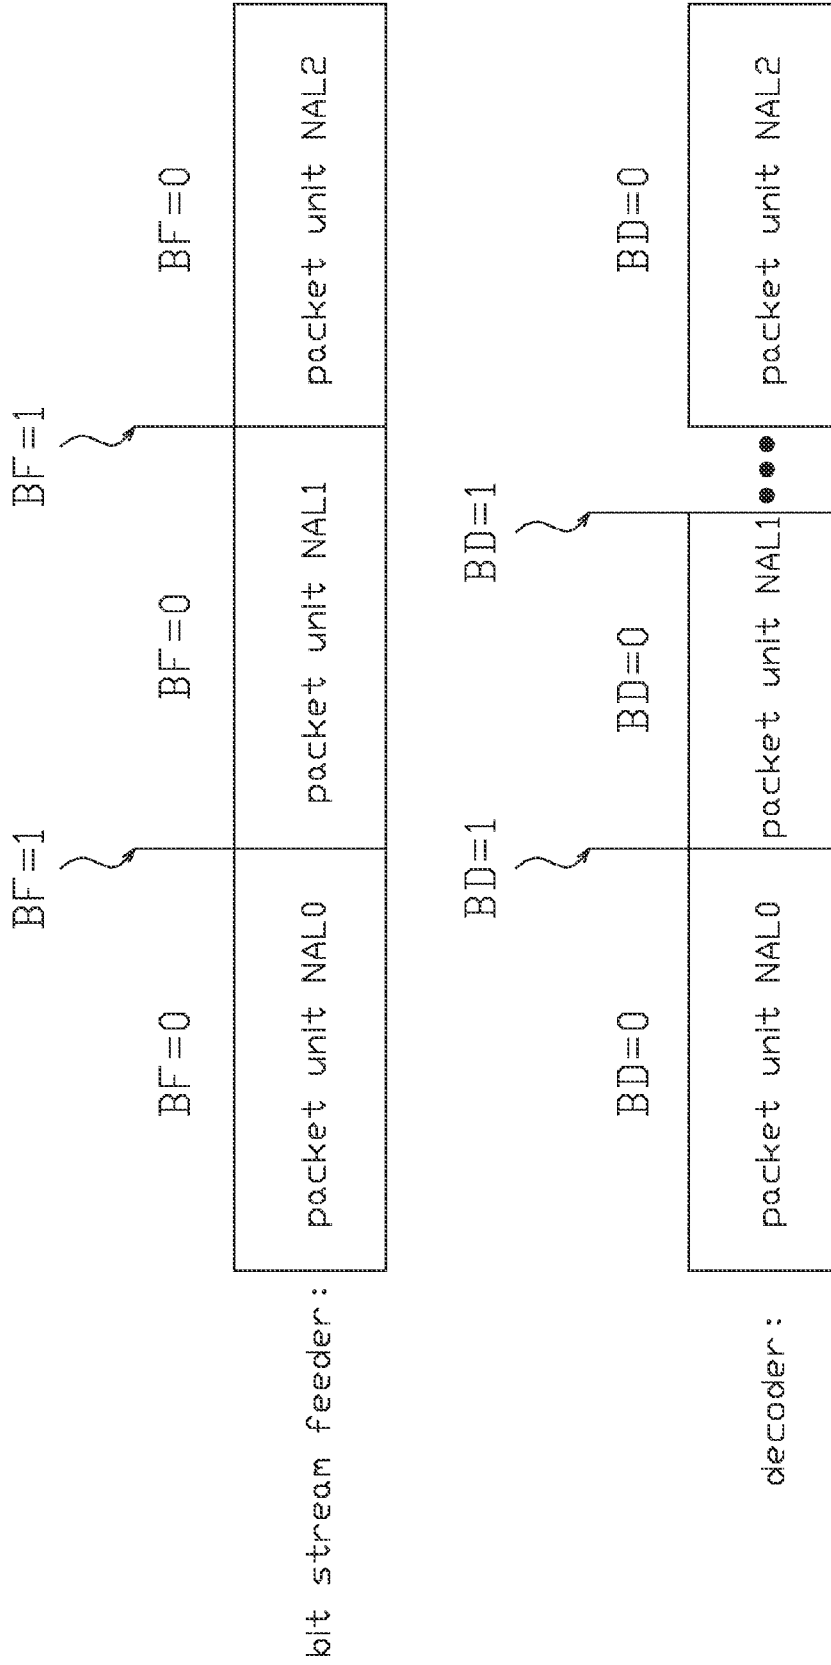 BF=1
BF=1
BF=0
BF=0
BF=0
bit stream feeder:
packet unit NAL0
packet unit NAL1
packet unit NAL2
BD=1
BD=1
BD=0
BD=0
BD=0
decoder:
packet unit NAL0
packet unit NAL1
packet unit NAL2